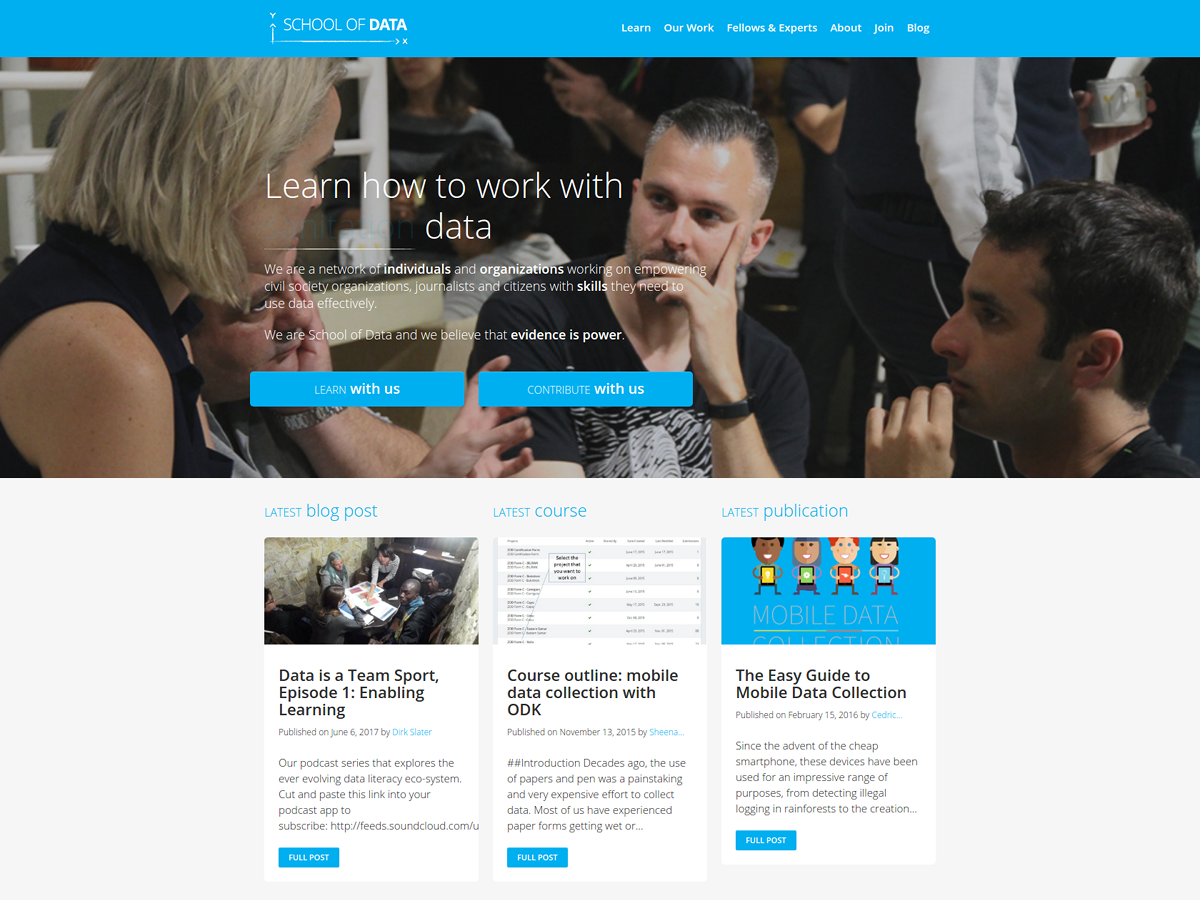 Y
SCHOOL OF DATA
X
Learn Our Work Fellows & Experts About Join Blog
Learn how to work with
data
We are a network of individuals and organizations working on empowering
civil society organizations, journalists and citizens with skills they need to
use data effectively.
We are School of Data and we believe that evidence is power.
LEARN with us
CONTRIBUTE with us
LATEST blog post
Data is a Team Sport,
Episode 1: Enabling
Learning
Published on June 6, 2017 by Dirk Slater
Our podcast series that explores the
ever evolving data literacy eco-system.
Cut and paste this link into your
podcast app to
subscribe: http://feeds.soundcloud.com/u
FULL POST
LATEST course
Select the
project that
you want to
work on
Course outline: mobile
data collection with
ODK
Published on November 13, 2015 by Sheena...
##Introduction Decades ago, the use
of papers and pen was a painstaking
and very expensive effort to collect
data. Most of us have experienced
paper forms getting wet or...
FULL POST
LATEST publication
MOBILE DATA
COLLECTION
The Easy Guide to
Mobile Data Collection
Published on February 15, 2016 by Cedric...
Since the advent of the cheap
smartphone, these devices have been
used for an impressive range of
purposes, from detecting illegal
logging in rainforests to the creation...
FULL POST